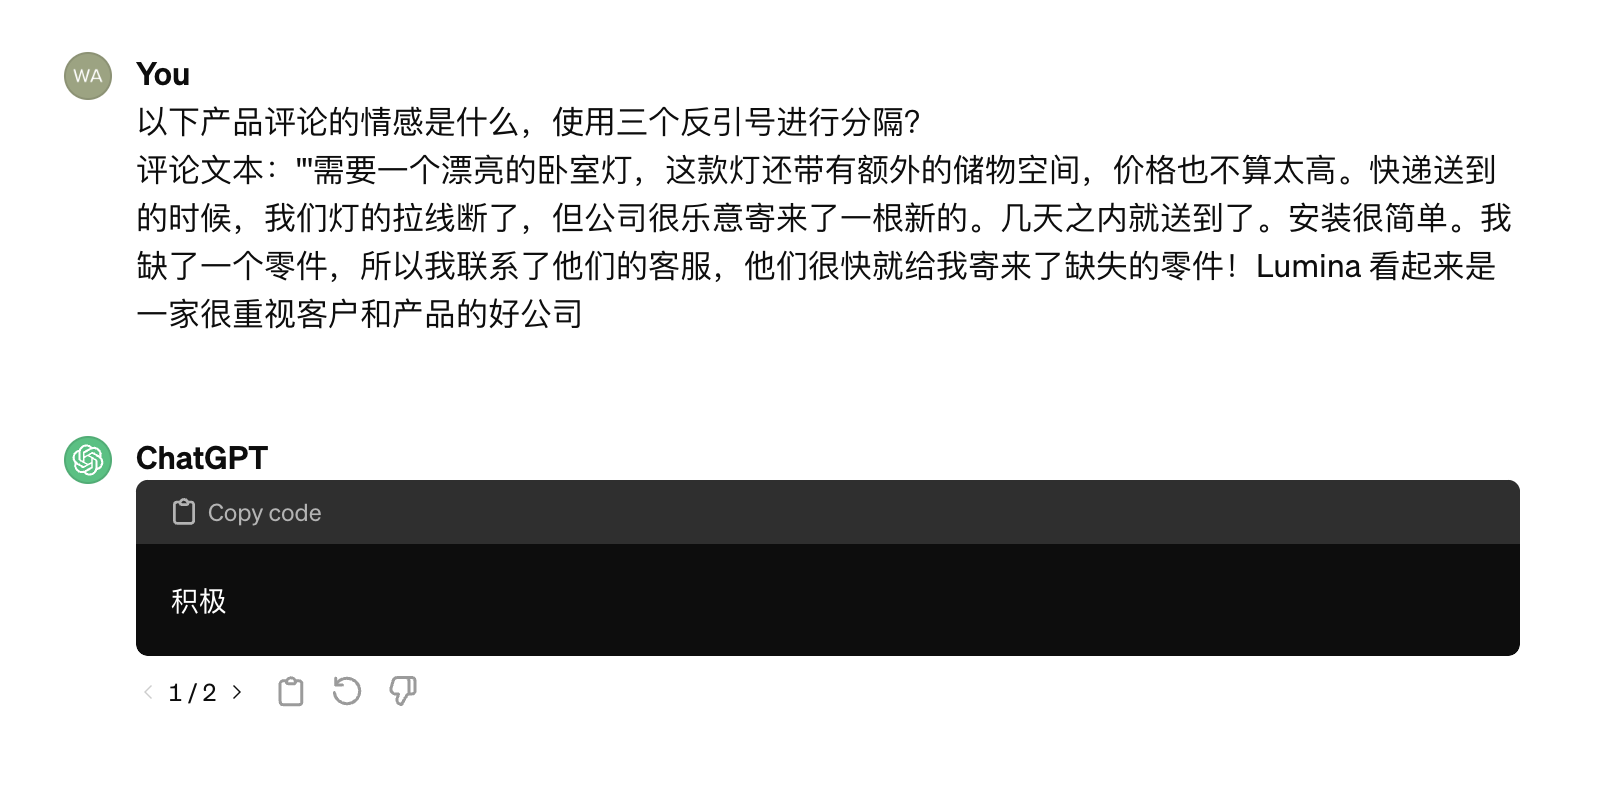 WA
You
以下产品评论的情感是什么，使用三个反引号进行分隔？
评论文本："'需要一个漂亮的卧室灯，这款灯还带有额外的储物空间，价格也不算太高。快递送到
的时候，我们灯的拉线断了，但公司很乐意寄来了一根新的。几天之内就送到了。安装很简单。我
缺了一个零件，所以我联系了他们的客服，他们很快就给我寄来了缺失的零件！Lumina 看起来是
一家很重视客户和产品的好公司
ChatGPT
Copy code
积极
1 / 2